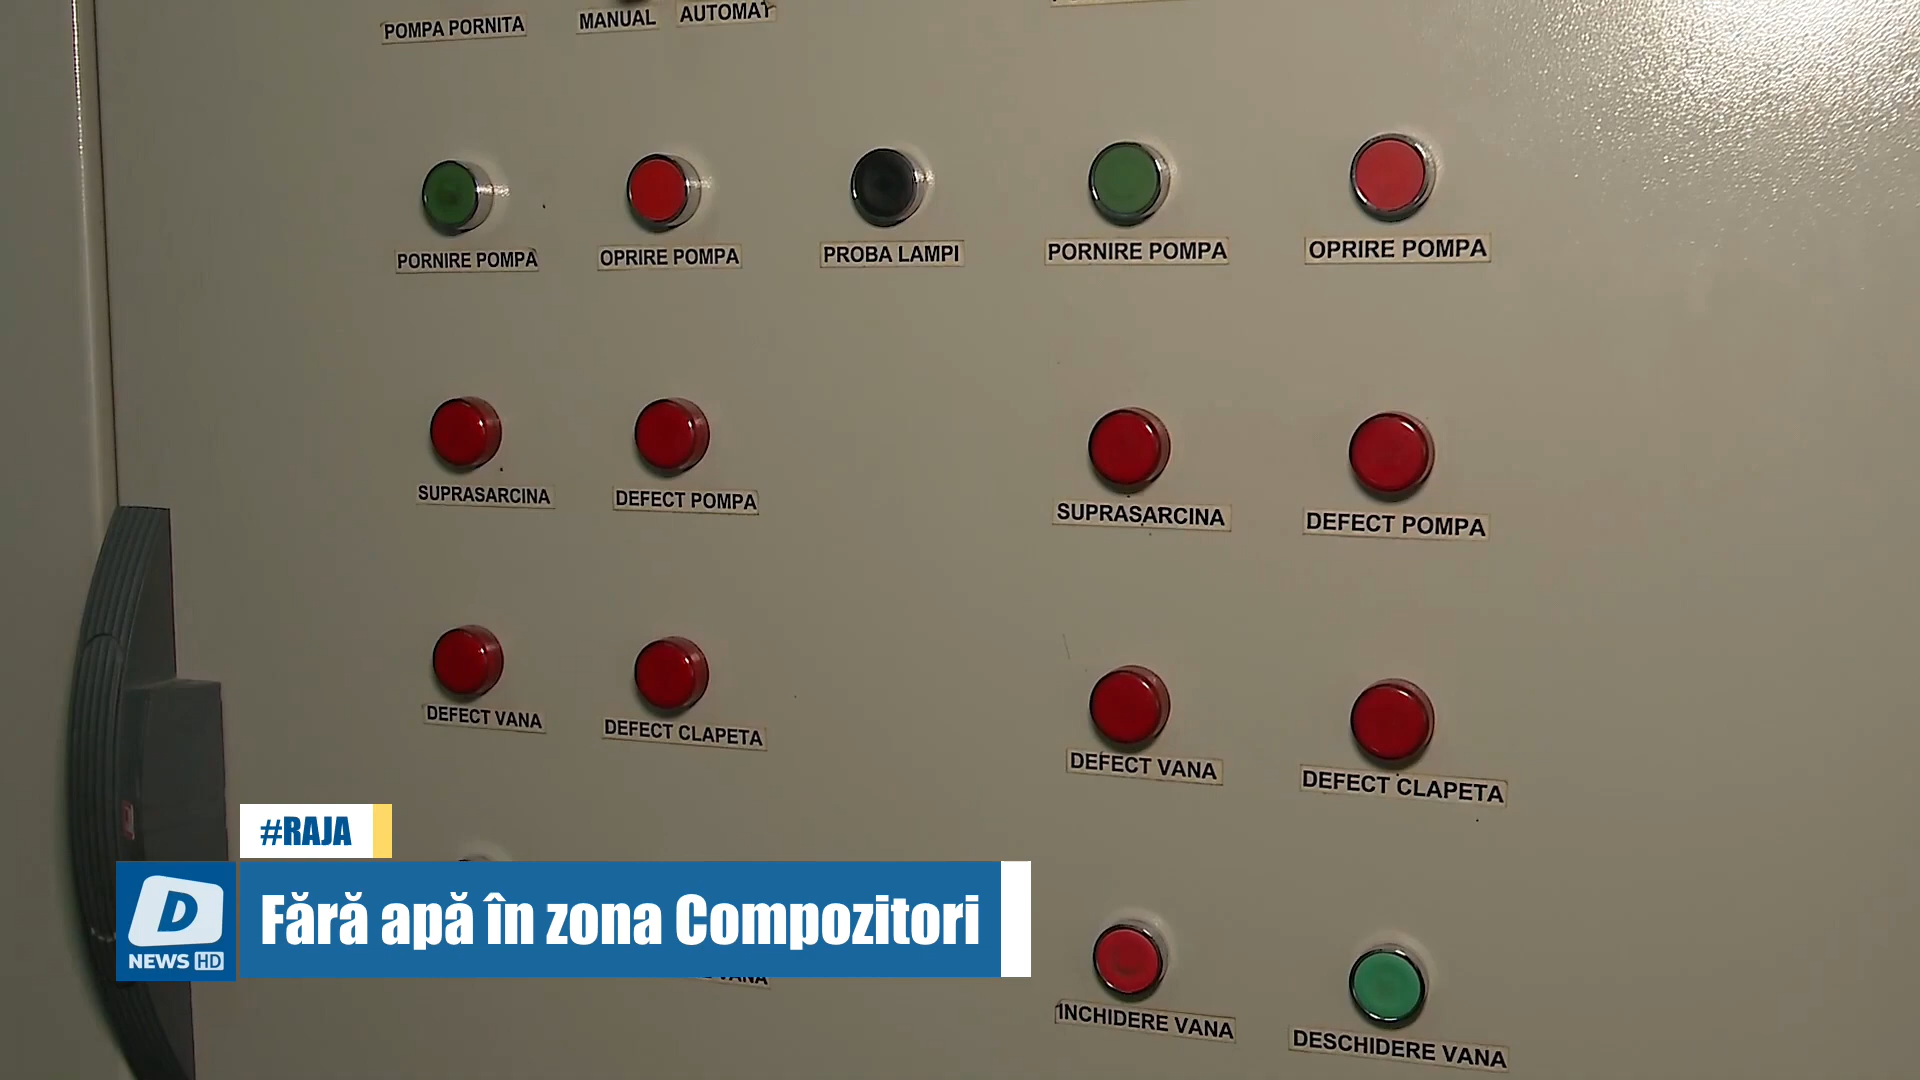 POMPA PORNITA
MANUAL
AUTOMAT
PORNIRE POMPA
OPRIRE POMPA
PROBA LAMPI
PORNIRE POMPA
OPRIRE POMPA
SUPRASARCINA
DEFECT POMPA
SUPRASARCINA
DEFECT POMPA
DEFECT VANA
DEFECT CLAPETA
DEFECT VANA
DEFECT CLAPETA
#RAJA
Fără apă în zona Compozitori
D
NEWS HD
VANA
INCHIDERE VANA
DESCHIDERE VANA